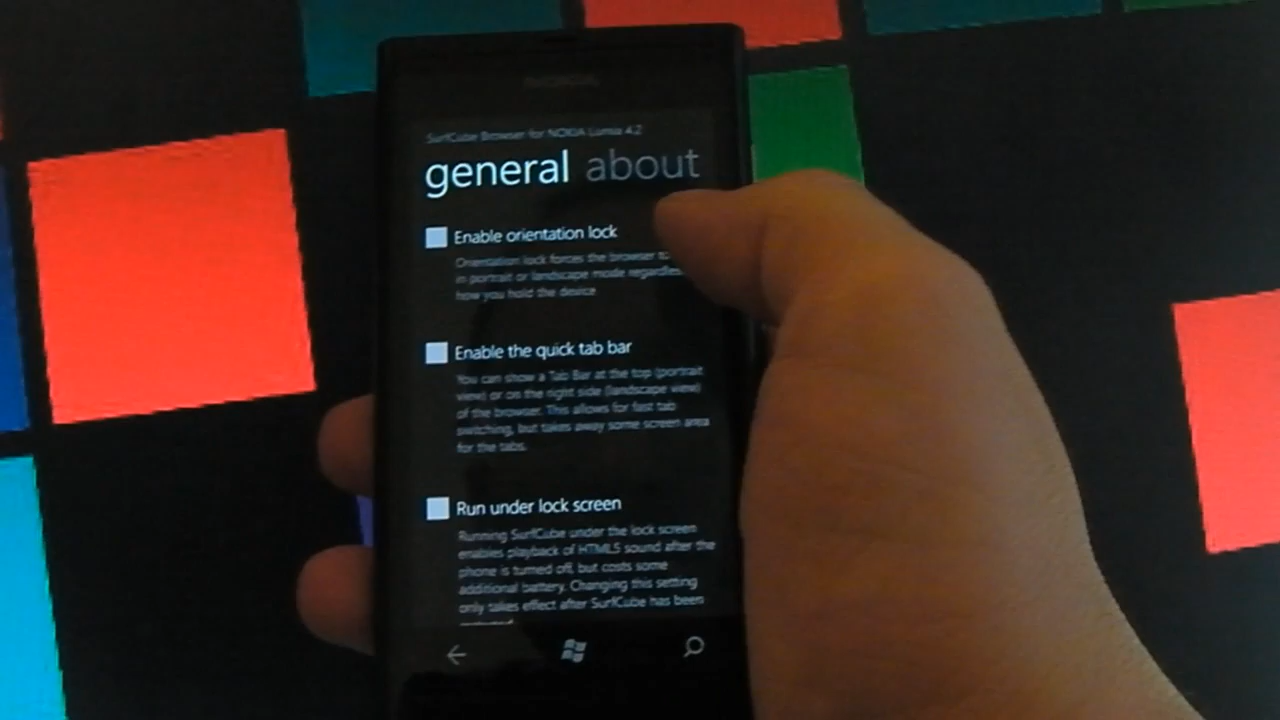 NOKIA
SurfCube Browser for NOKIA Lumia 4.2
general about
Enable orientation lock
Orientation lock forces the browser
in portrait or landscape mode
how you hold the device
Enable the quick tab bar
You can show a Tab Bar at the top (portrait
view) or on the right side (landscape view)
of the browser. This allows for fast tab
switching, but takes away some screen area
for the tabs.
Run under lock screen
Running SurfCube under the lock screen
enables playback of HTML5 sound after the
phone is turned off, but costs some
additional battery. Changing this setting
only takes effect after SurfCube has been